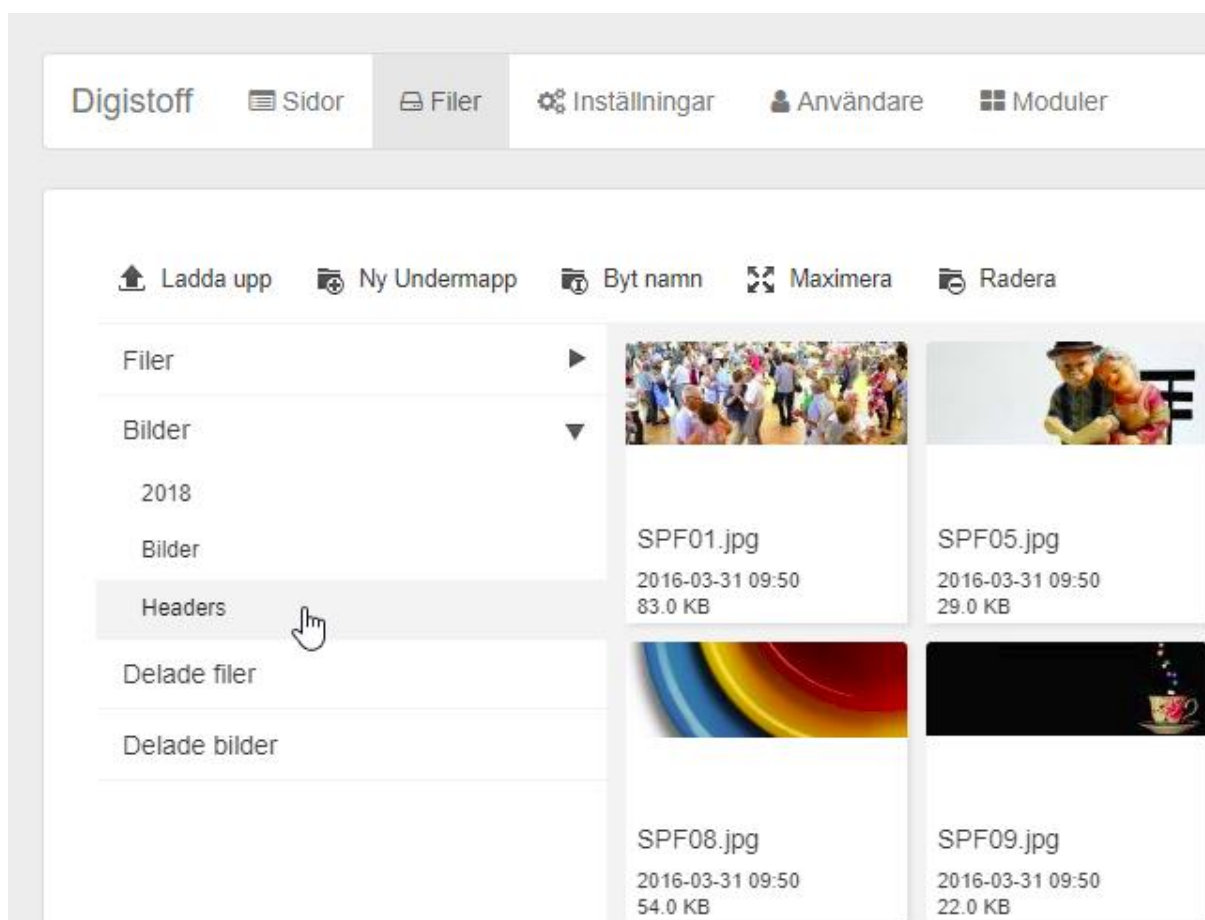 Digistoff Sidor Filer Inställningar Användare Moduler
Ladda upp Ny Undermapp Byt namn Maximera Radera
Filer
Bilder
2018
Bilder
Headers
Delade filer
Delade bilder
SPF01.jpg
2016-03-31 09:50
83.0 KB
SPF05.jpg
2016-03-31 09:50
29.0 KB
SPF08.jpg
2016-03-31 09:50
54.0 KB
SPF09.jpg
2016-03-31 09:50
22.0 KB